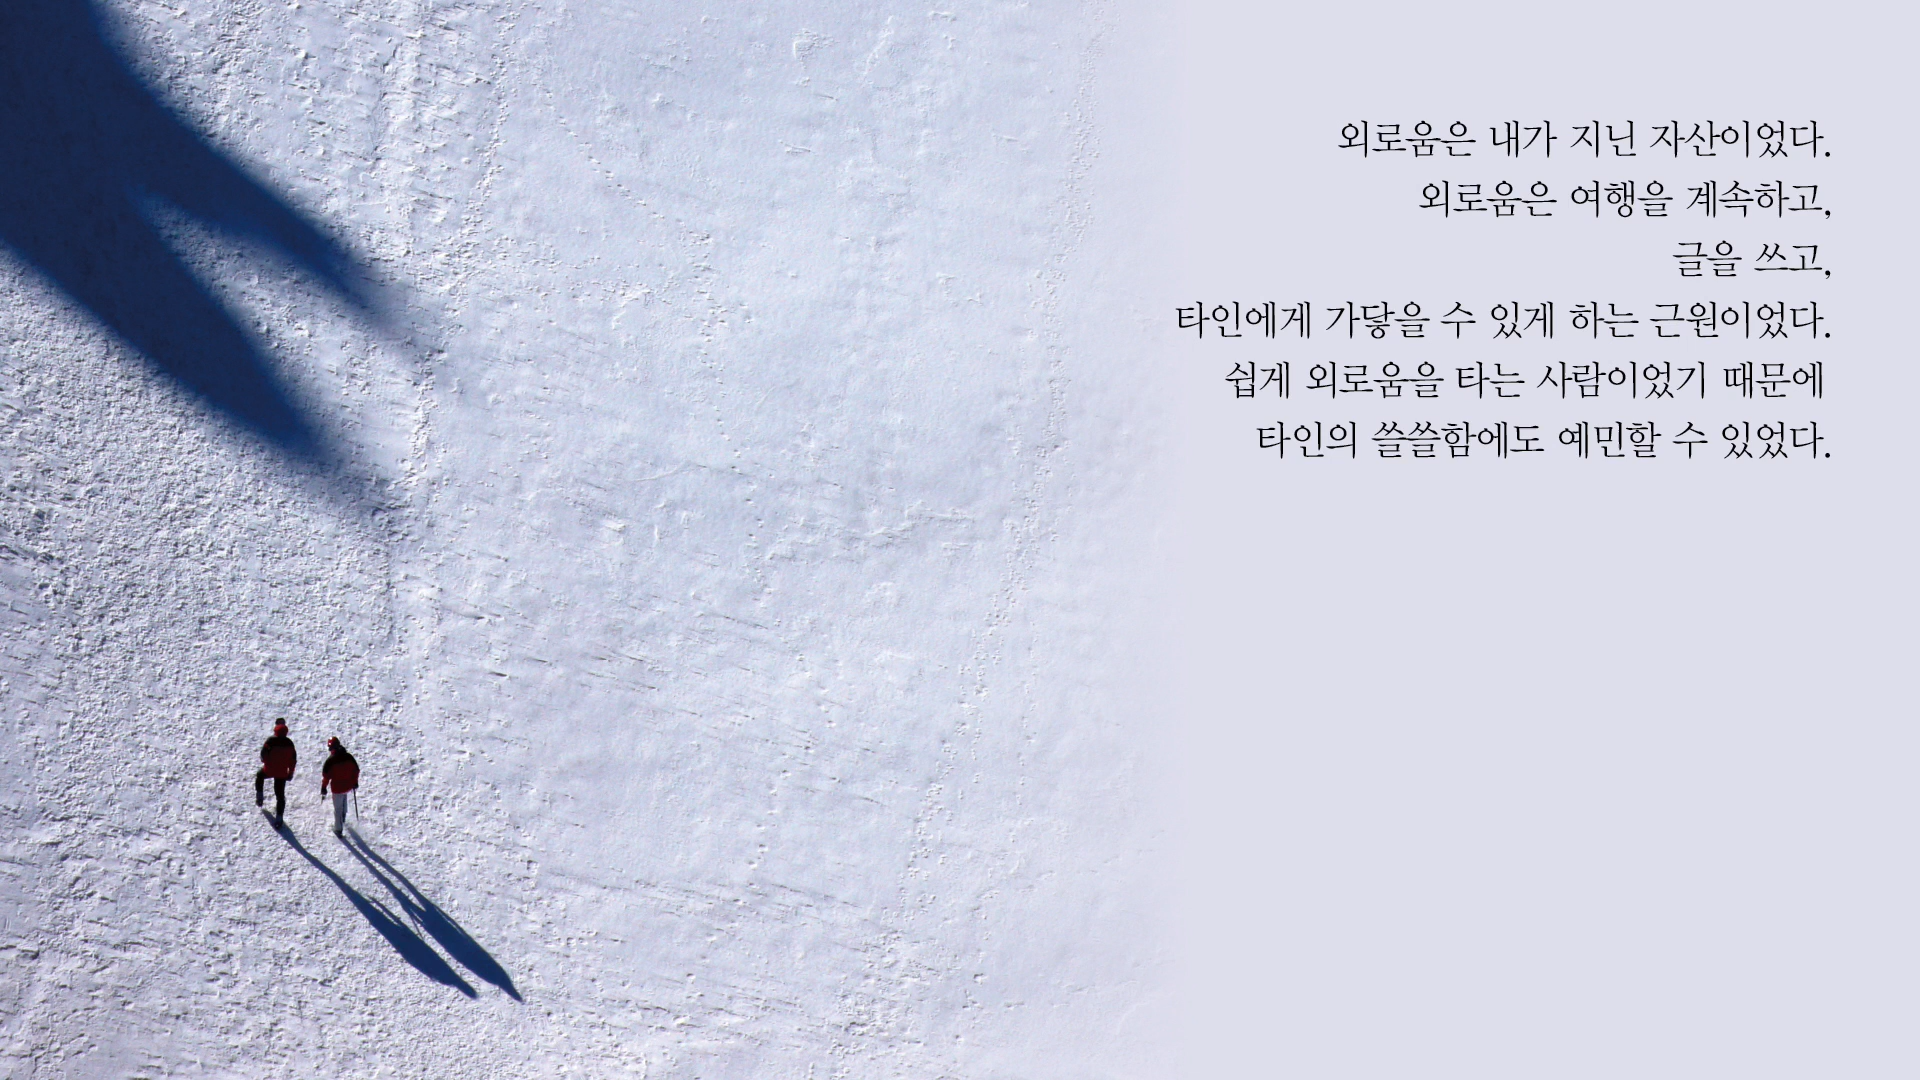 외로움은 내가 지닌 자산이었다.
외로움은 여행을 계속하고,
글을 쓰고,
타인에게 가닿을 수 있게 하는 근원이었다.
쉽게 외로움을 타는 사람이었기 때문에
타인의 쓸쓸함에도 예민할 수 있었다.